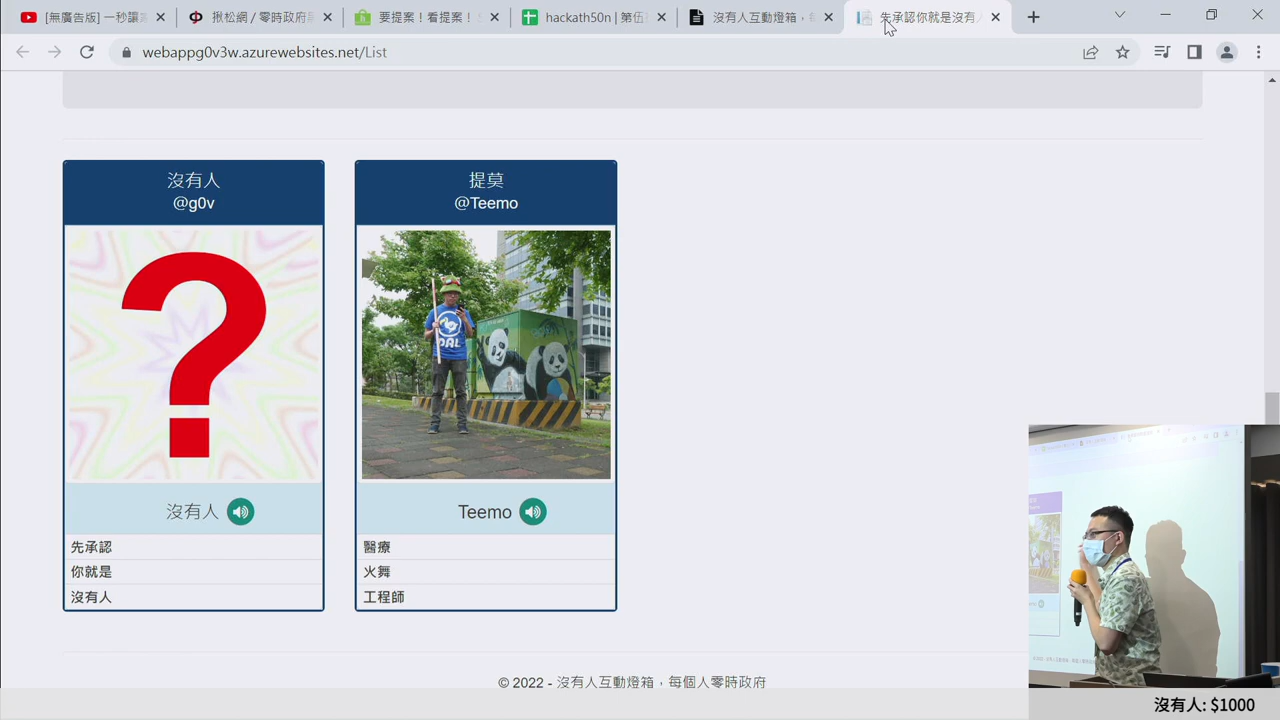 [無廣告版] 一秒讓
揪松網 / 零時政府
要提案！看提案！
hackath50n | 第伍
沒有人互動燈箱，每
先承認你就是沒有
webappg0v3w.azurewebsites.net/List
沒有人
@g0v
提莫
@Teemo
?
PAL
沒有人
Teemo
先承認
你就是
沒有人
醫療
火舞
工程師
© 2022 - 沒有人互動燈箱，每個人零時政府
沒有人: $1000